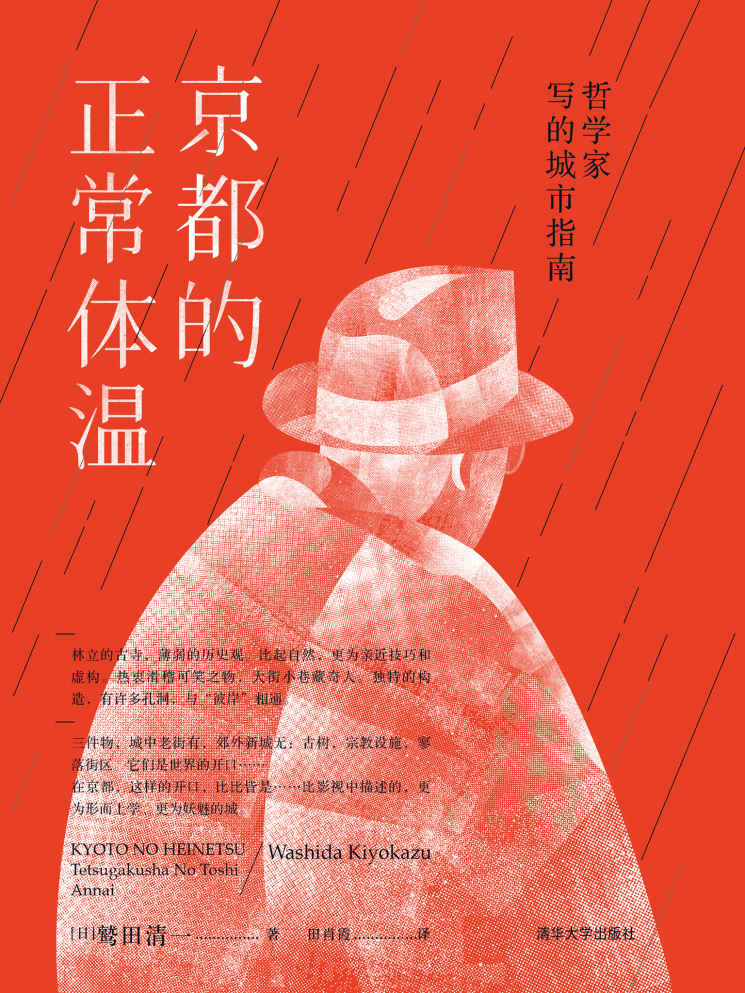 京都的
正常体温
哲学家
写的城市指南
林立的古寺，薄弱的历史观。比起自然，更为亲近技巧和
虚构。热衷滑稽可笑之物，大街小巷藏奇人。独特的构
造，有许多孔洞，与“彼岸”相通。
三件物，城中老街有，郊外新城无：古树，宗教设施，寥
落街区。它们是世界的开口……
在京都，这样的开口，比比皆是……比影视中描述的，更
为形而上学、更为妖魅的城
KYOTO NO HEINETSU
Tetsugakusha No Toshi
Annai
Washida Kiyokazu
[日]鹫田清一……………著 田肖霞……………译
清华大学出版社